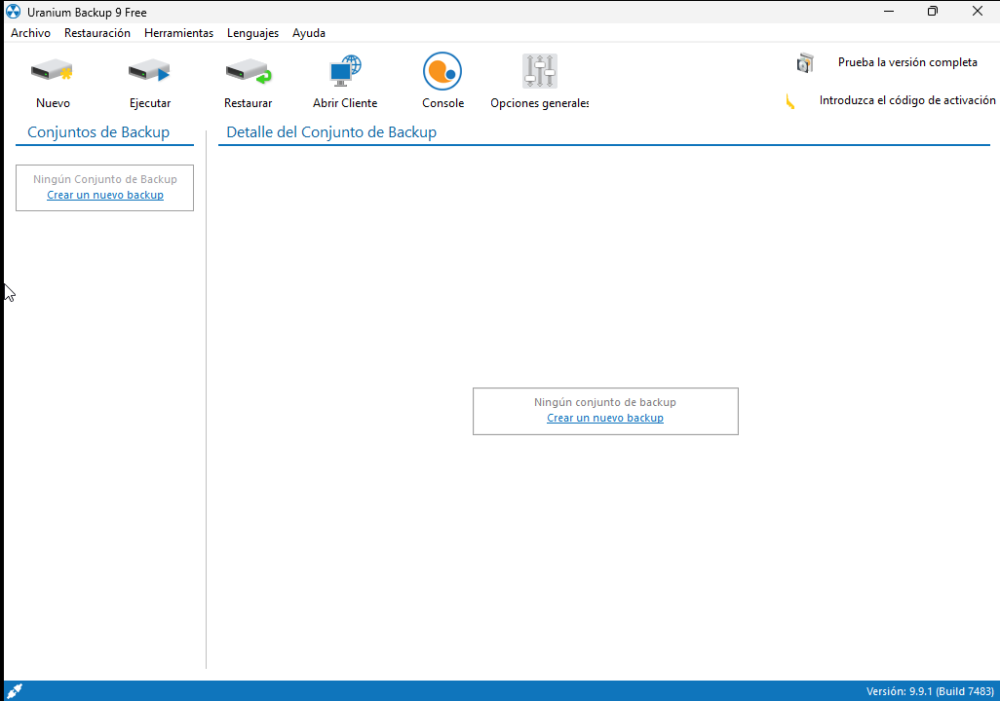 Uranium Backup 9 Free
Archivo Restauración Herramientas Lenguajes Ayuda
Nuevo Ejecutar Restaurar Abrir Cliente Console Opciones generales
Prueba la versión completa
Introduzca el código de activación
Conjuntos de Backup
Detalle del Conjunto de Backup
Ningún Conjunto de Backup
Crear un nuevo backup
Ningún conjunto de backup
Crear un nuevo backup
Versión: 9.9.1 (Build 7483)